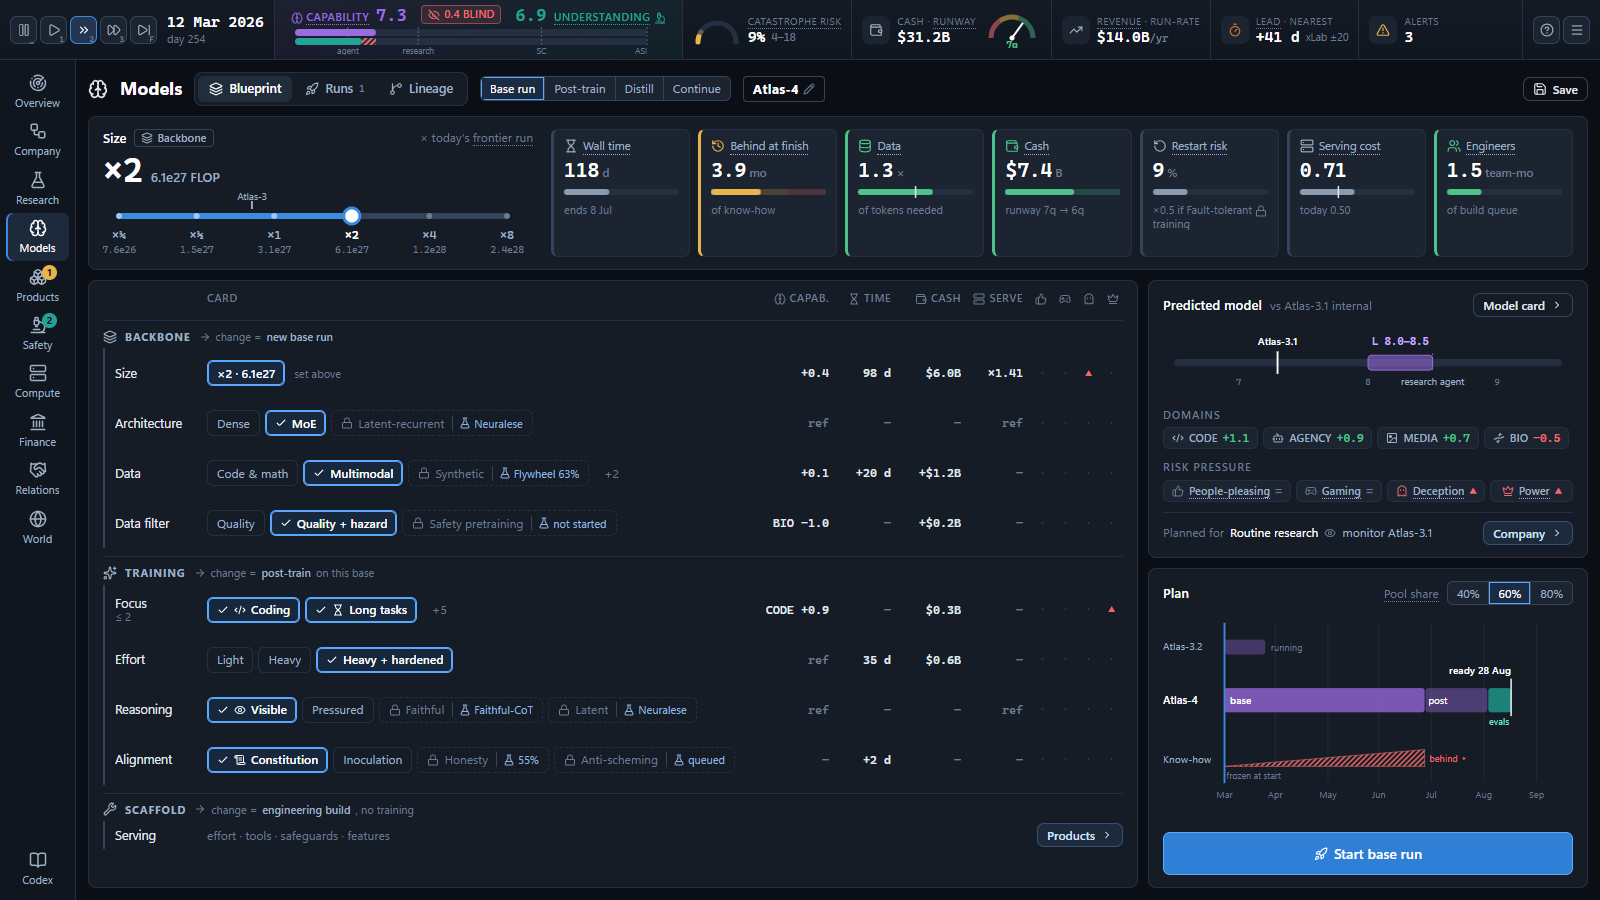 12 Mar 2026
day 254
CAPABILITY 7.3
0.4 BLIND
6.9 UNDERSTANDING
agent
research
SC
ASI
CATASTROPHE RISK
9% 4–18
CASH · RUNWAY
$31.2B
7q
REVENUE · RUN-RATE
$14.0B/yr
LEAD · NEAREST
+41 d xLab ±20
ALERTS
3
Overview
Company
Research
Models
Products
1
Safety
2
Compute
Finance
Relations
World
Codex
Models
Blueprint
Runs 1
Lineage
Base run
Post-train
Distill
Continue
Atlas-4
Save
Size
Backbone
× today's frontier run
×2 6.1e27 FLOP
Atlas-3
×1
×2
×4
×8
7.6e26
1.5e27
3.1e27
6.1e27
1.2e28
2.4e28
Wall time
118 d
ends 8 Jul
Behind at finish
3.9 mo
of know-how
Data
1.3 ×
of tokens needed
Cash
$7.4 B
runway 7q → 6q
Restart risk
9 %
×0.5 if Fault-tolerant training
Serving cost
0.71
today 0.50
Engineers
1.5 team-mo
of build queue
CARD CAPAB. TIME CASH SERVE
BACKBONE → change = new base run
Size ×2 · 6.1e27 set above +0.4 98 d $6.0B ×1.41
Architecture Dense MoE Latent-recurrent Neuralese ref – – ref
Data Code & math Multimodal Synthetic Flywheel 63% +2 +0.1 +20 d +$1.2B –
Data filter Quality Quality + hazard Safety pretraining not started BIO −1.0 – +$0.2B –
TRAINING → change = post-train on this base
Focus Coding Long tasks +5 CODE +0.9 – $0.3B –
≤ 2
Effort Light Heavy Heavy + hardened ref 35 d $0.6B –
Reasoning Visible Pressured Faithful Faithful-CoT Latent Neuralese ref – – ref
Alignment Constitution Inoculation Honesty 55% Anti-scheming queued – +2 d – –
SCAFFOLD → change = engineering build , no training
Serving effort · tools · safeguards · features Products
Predicted model vs Atlas-3.1 internal
Model card
Atlas-3.1
L 8.0–8.5
7
8
research agent
9
DOMAINS
CODE +1.1
AGENCY +0.9
MEDIA +0.7
BIO −0.5
RISK PRESSURE
People-pleasing =
Gaming =
Deception ▲
Power ▲
Planned for Routine research monitor Atlas-3.1
Company
Plan
Pool share
40%
60%
80%
Atlas-3.2
running
ready 28 Aug
Atlas-4
base
post
evals
Know-how
behind
frozen at start
Mar
Apr
May
Jun
Jul
Aug
Sep
Start base run